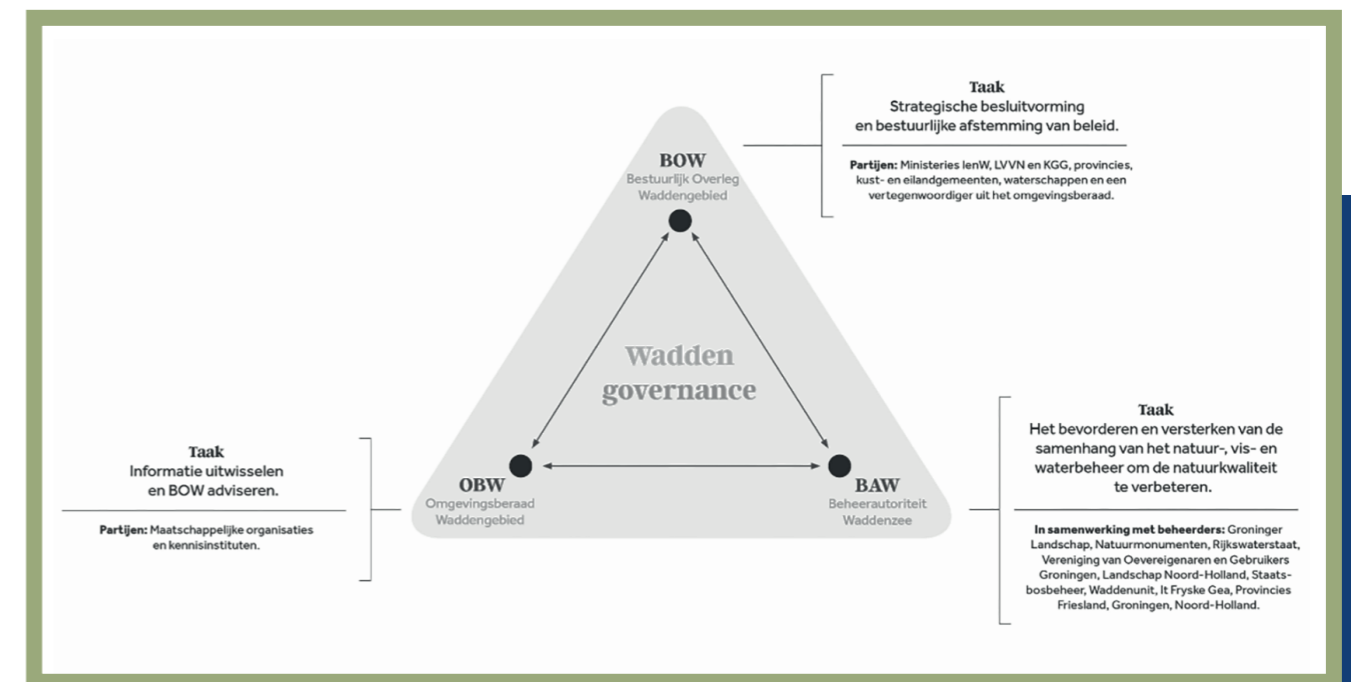 Taak
Strategische besluitvorming
en bestuurlijke afstemming van beleid.
Partijen: Ministeries IenW, LVVN en KGG, provincies,
kust- en eilandgemeenten, waterschappen en een
vertegenwoordiger uit het omgevingsberaad.
BOW
Bestuurlijk Overleg
Waddengebied
Wadden
governance
Taak
Informatie uitwisselen
en BOW adviseren.
Partijen: Maatschappelijke organisaties
en kennisinstituten.
OBW
Omgevingsberaad
Waddengebied
BAW
Beheerautoriteit
Waddenzee
Taak
Het bevorderen en versterken van de
samenhang van het natuur-, vis- en
waterbeheer om de natuurkwaliteit
te verbeteren.
In samenwerking met beheerders: Groninger
Landschap, Natuurmonumenten, Rijkswaterstaat,
Vereniging van Oevereigenaren en Gebruikers
Groningen, Landschap Noord-Holland, Staats-
bosbeheer, Waddenunit, It Fryske Gea, Provincies
Friesland, Groningen, Noord-Holland.